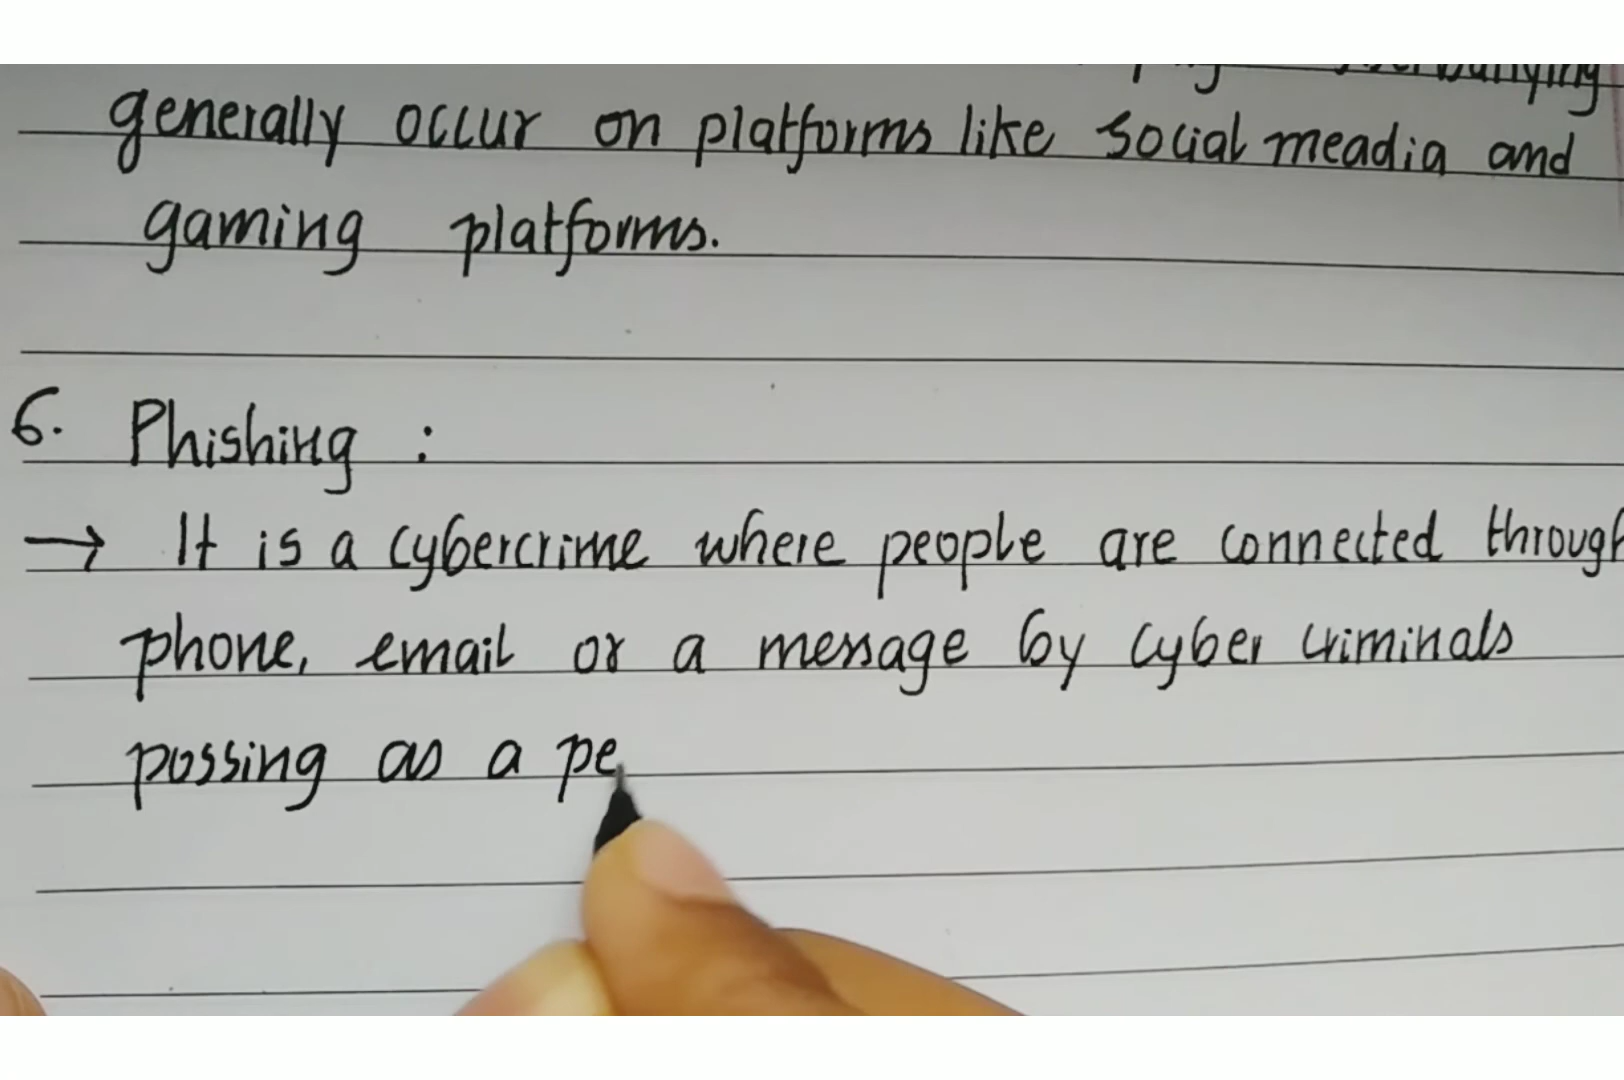 generally occur on platforms like social meadia and
gaming platforms.
6. Phishing :
→ It is a cybercrime where people are connected through
phone, email or a message by cyber criminals
possing as a pe